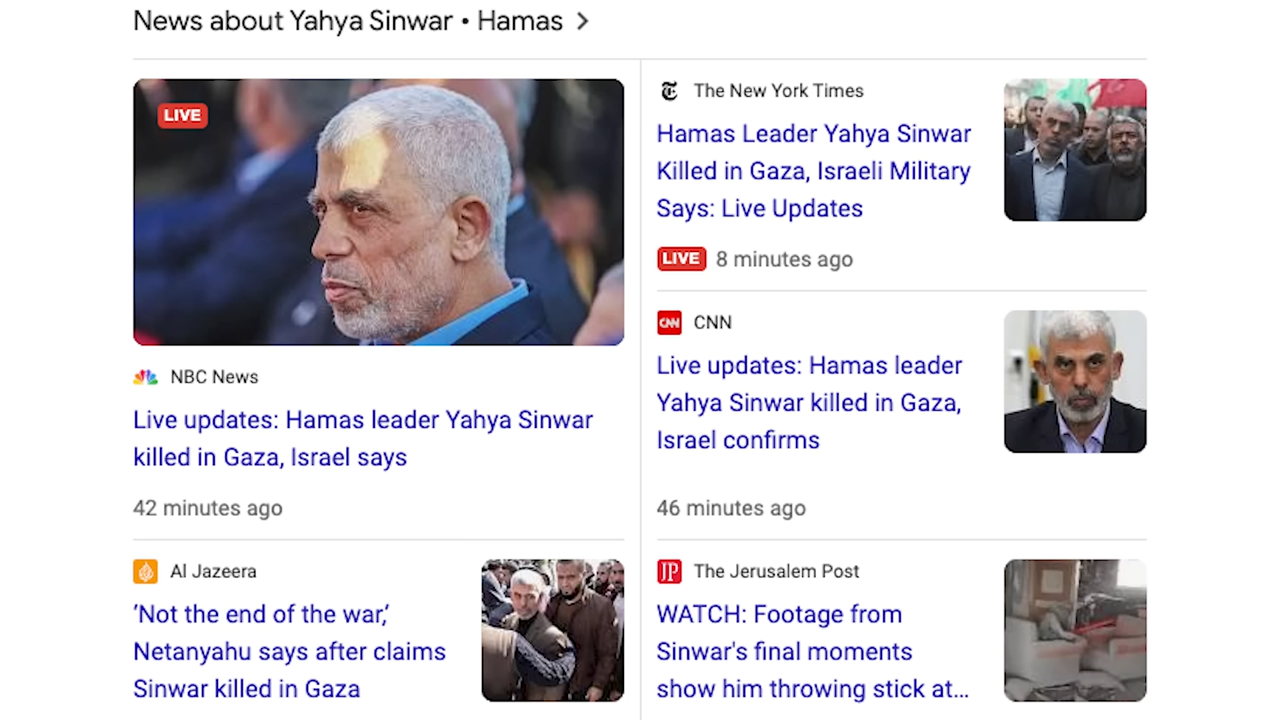 News about Yahya Sinwar • Hamas >
LIVE
NBC News
Live updates: Hamas leader Yahya Sinwar
killed in Gaza, Israel says
42 minutes ago
The New York Times
Hamas Leader Yahya Sinwar
Killed in Gaza, Israeli Military
Says: Live Updates
LIVE 8 minutes ago
CNN CNN
Live updates: Hamas leader
Yahya Sinwar killed in Gaza,
Israel confirms
46 minutes ago
Al Jazeera
'Not the end of the war,'
Netanyahu says after claims
Sinwar killed in Gaza
JP The Jerusalem Post
WATCH: Footage from
Sinwar's final moments
show him throwing stick at...